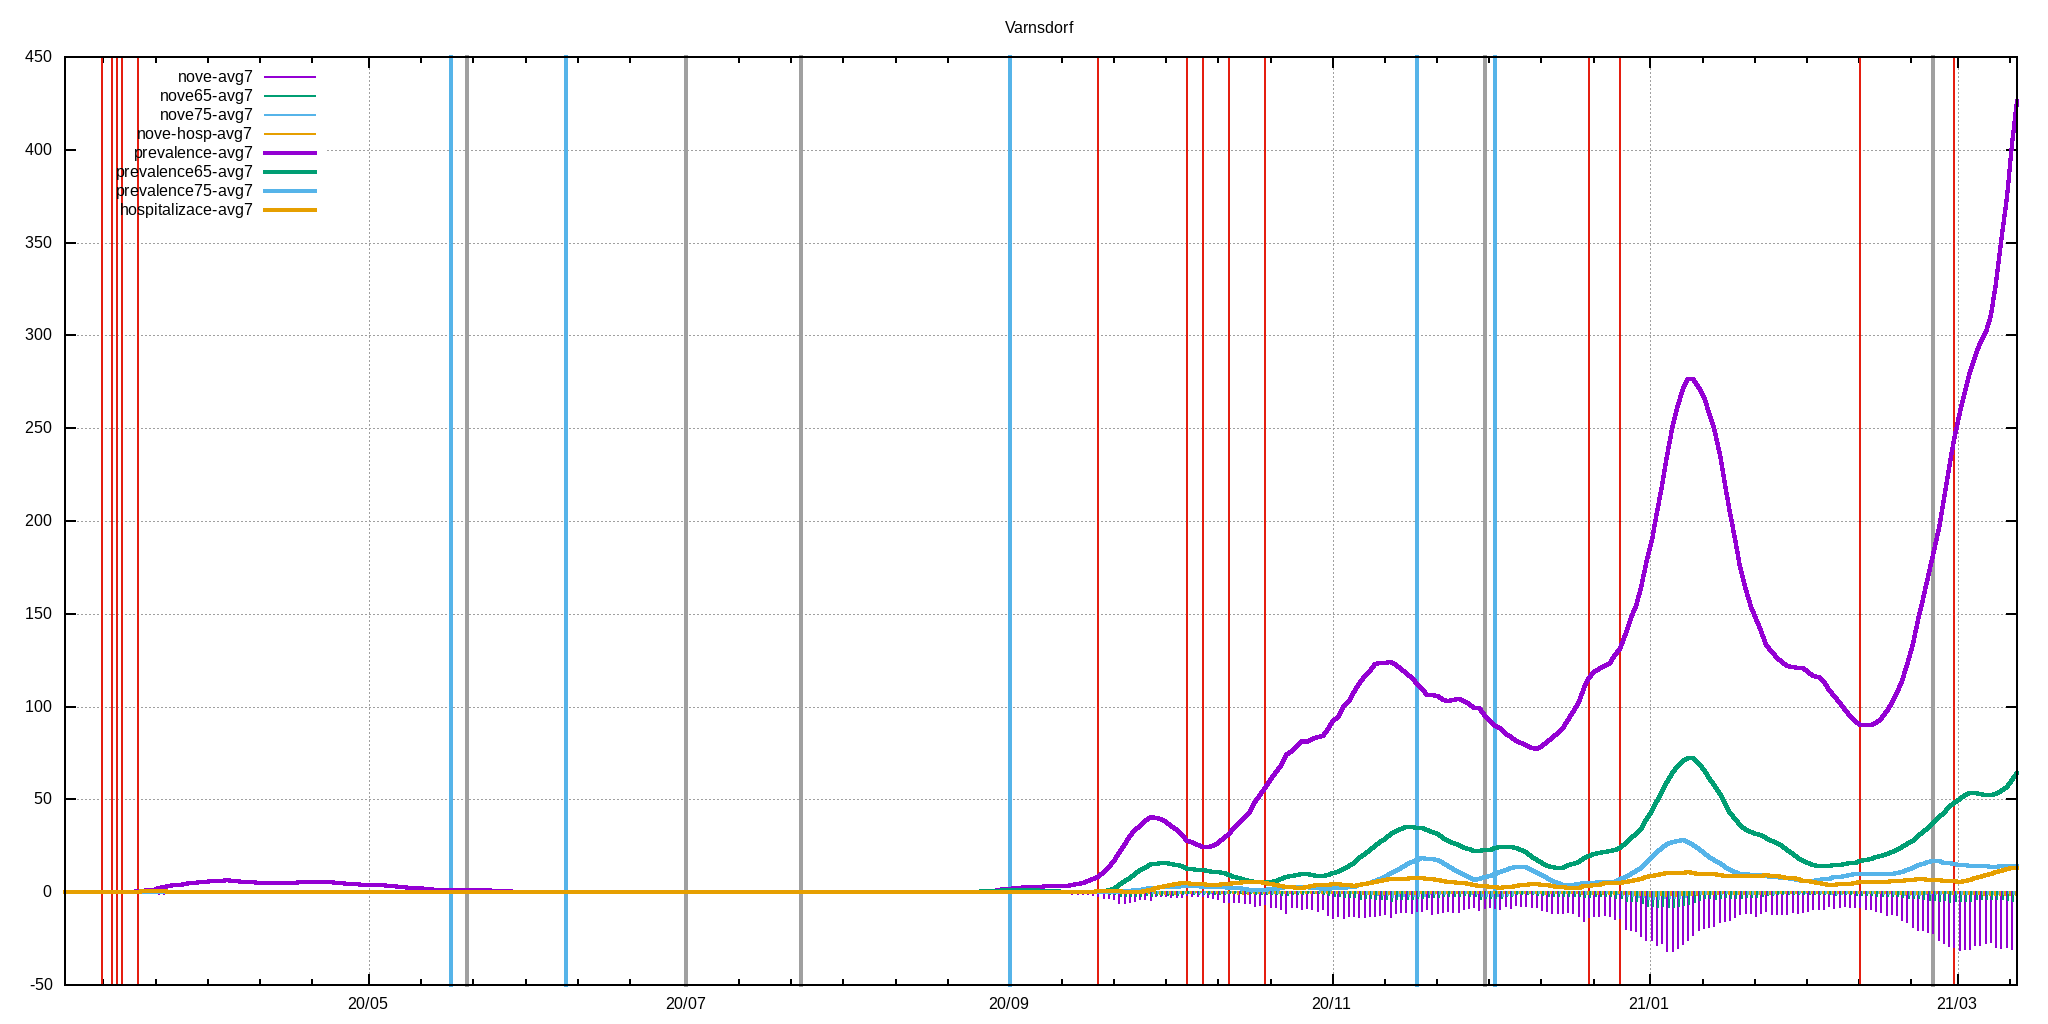 Varnsdorf
450
400
350
300
250
200
150
100
50
0
-50
nove-avg7
nove65-avg7
nove75-avg7
nove-hosp-avg7
prevalence-avg7
prevalence65-avg7
prevalence75-avg7
hospitalizace-avg7
20/05
20/07
20/09
20/11
21/01
21/03